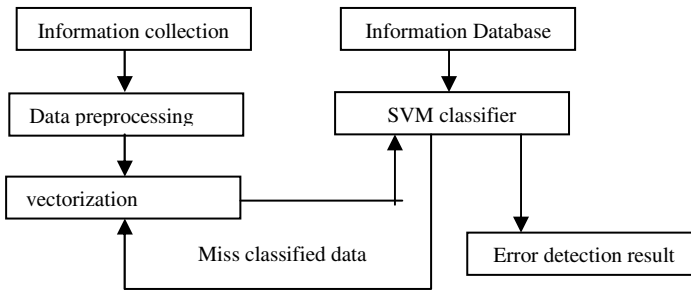 Information collection
Information Database
Data preprocessing
SVM classifier
vectorization
Miss classified data
Error detection result